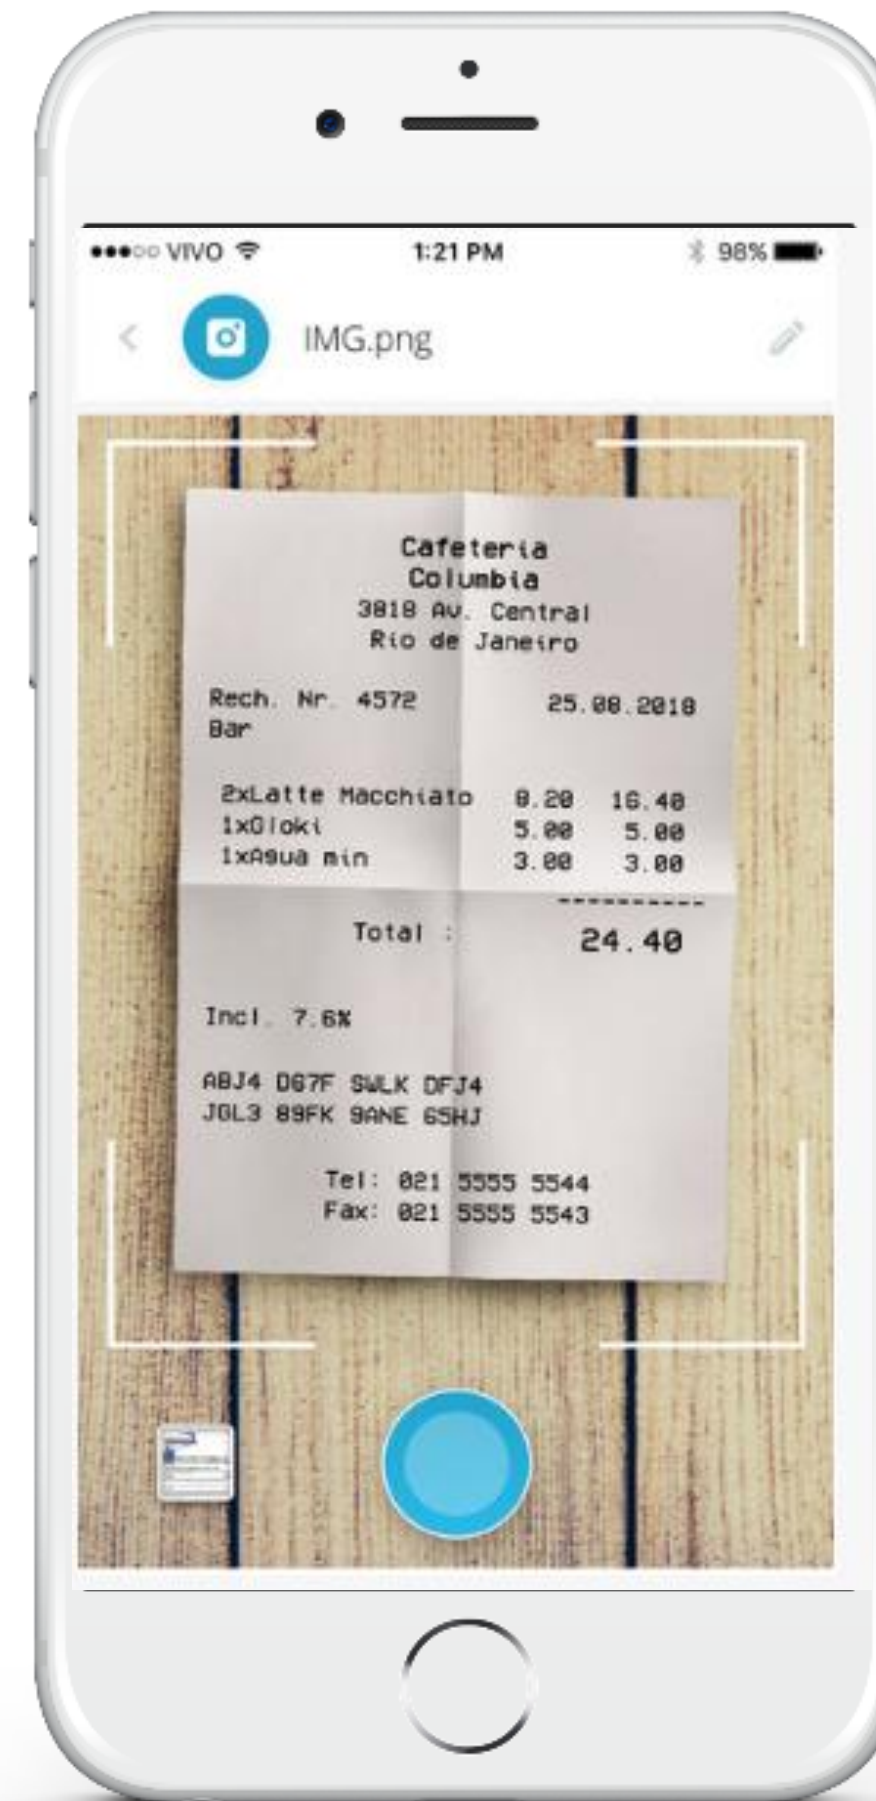 VIVO 1:21 PM 98%
IMG.png
Cafeteria
Columbia
3818 Av. Central
Rio de Janeiro
Rech. Nr. 4572 25.08.2018
Bar
2xLatte Macchiato 8.20 16.40
1xGloki 5.00 5.00
1xAgua min 3.00 3.00
----------
Total : 24.40
Incl. 7.6%
ABJ4 D67F SWLK DFJ4
JGL3 89FK 9ANE 65HJ
Tel: 021 5555 5544
Fax: 021 5555 5543